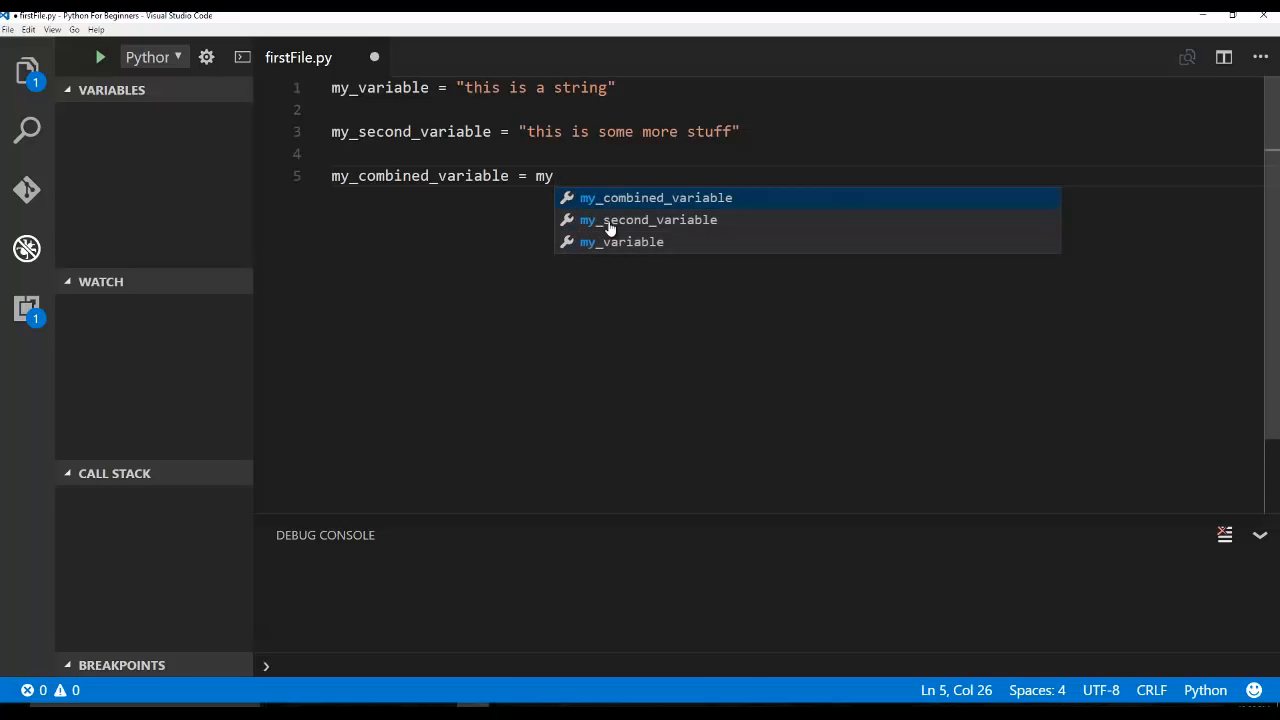 firstFile.py - Python For Beginners - Visual Studio Code
File Edit View Go Help
Python
firstFile.py
VARIABLES
1 my_variable = "this is a string"
2
3 my_second_variable = "this is some more stuff"
4
5 my_combined_variable = my
my_combined_variable
my_second_variable
my_variable
1
1
WATCH
CALL STACK
DEBUG CONSOLE
BREAKPOINTS
0 0
Ln 5, Col 26 Spaces: 4 UTF-8 CRLF Python